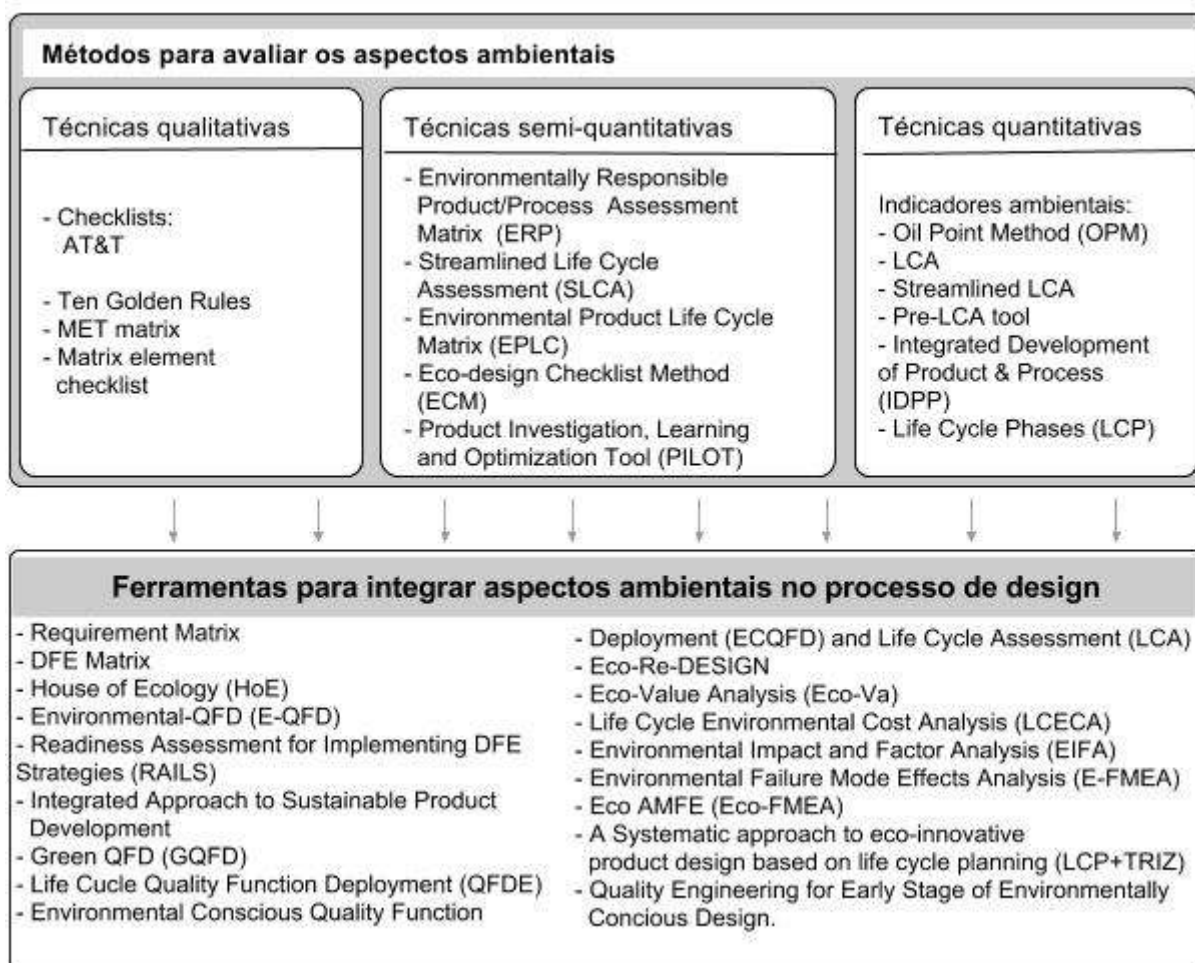 Métodos para avaliar os aspectos ambientais
Técnicas qualitativas
- Checklists:
AT&T
- Ten Golden Rules
- MET matrix
- Matrix element
checklist
Técnicas semi-quantitativas
- Environmentally Responsible
Product/Process Assessment
Matrix (ERP)
- Streamlined Life Cycle
Assessment (SLCA)
- Environmental Product Life Cycle
Matrix (EPLC)
- Eco-design Checklist Method
(ECM)
- Product Investigation, Learning
and Optimization Tool (PILOT)
Técnicas quantitativas
Indicadores ambientais:
- Oil Point Method (OPM)
- LCA
- Streamlined LCA
- Pre-LCA tool
- Integrated Development
of Product & Process
(IDPP)
- Life Cycle Phases (LCP)
Ferramentas para integrar aspectos ambientais no processo de design
- Requirement Matrix
- DFE Matrix
- House of Ecology (HoE)
- Environmental-QFD (E-QFD)
- Readiness Assessment for Implementing DFE
Strategies (RAILS)
- Integrated Approach to Sustainable Product
Development
- Green QFD (GQFD)
- Life Cucle Quality Function Deployment (QFDE)
- Environmental Conscious Quality Function
- Deployment (ECQFD) and Life Cycle Assessment (LCA)
- Eco-Re-DESIGN
- Eco-Value Analysis (Eco-Va)
- Life Cycle Environmental Cost Analysis (LCECA)
- Environmental Impact and Factor Analysis (EIFA)
- Environmental Failure Mode Effects Analysis (E-FMEA)
- Eco AMFE (Eco-FMEA)
- A Systematic approach to eco-innovative
product design based on life cycle planning (LCP+TRIZ)
- Quality Engineering for Early Stage of Environmentally
Concious Design.